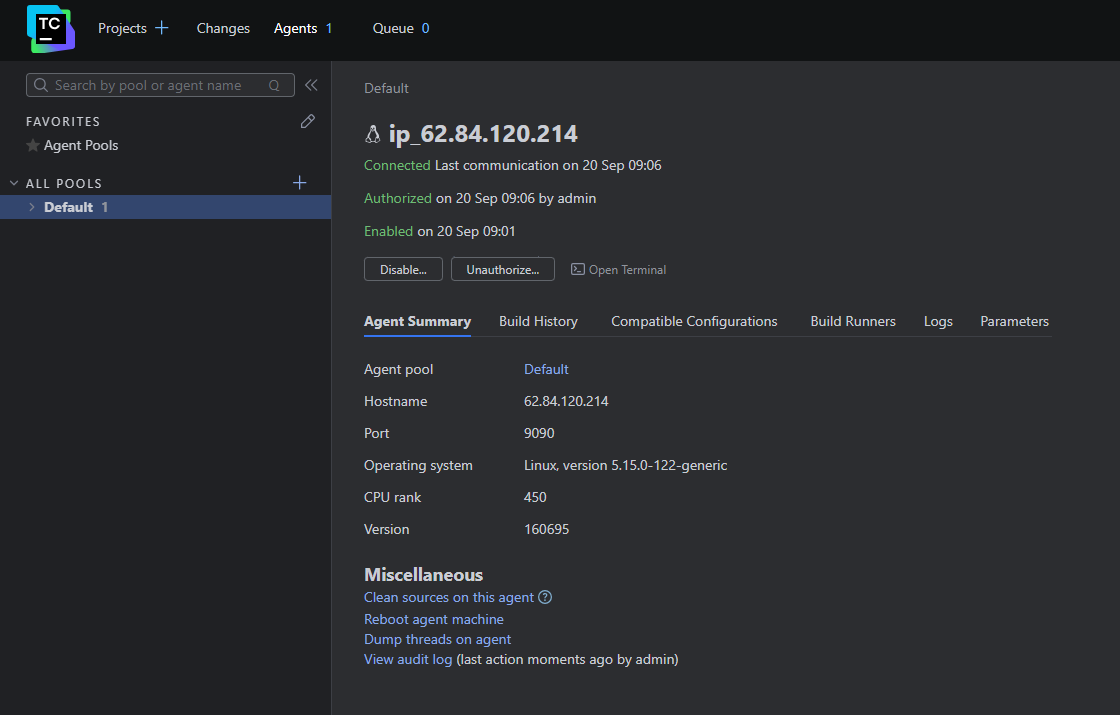 TC
Projects
Changes
Agents 1
Queue 0
Search by pool or agent name
FAVORITES
Agent Pools
ALL POOLS
Default 1
Default
ip_62.84.120.214
Connected Last communication on 20 Sep 09:06
Authorized on 20 Sep 09:06 by admin
Enabled on 20 Sep 09:01
Disable... Unauthorize... Open Terminal
Agent Summary Build History Compatible Configurations Build Runners Logs Parameters
Agent pool Default
Hostname 62.84.120.214
Port 9090
Operating system Linux, version 5.15.0-122-generic
CPU rank 450
Version 160695
Miscellaneous
Clean sources on this agent ?
Reboot agent machine
Dump threads on agent
View audit log (last action moments ago by admin)